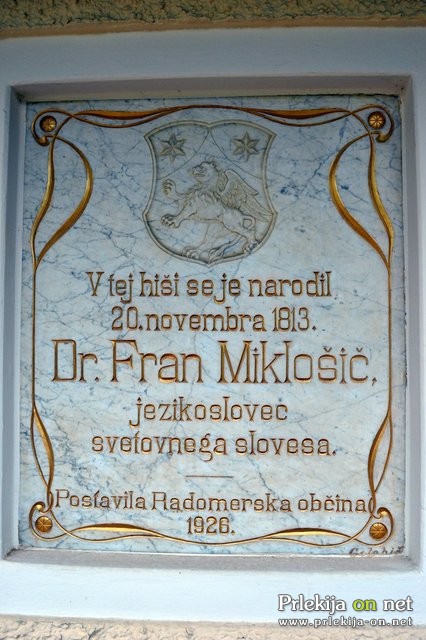 V tej hiši se je narodil
20. novembra 1813.
Dr. Fran Miklošič,
jezikoslovec
svetovnega slovesa.
Postavila Radomerska občina
1926.
Prlekija on net
www.prlekija-on.net